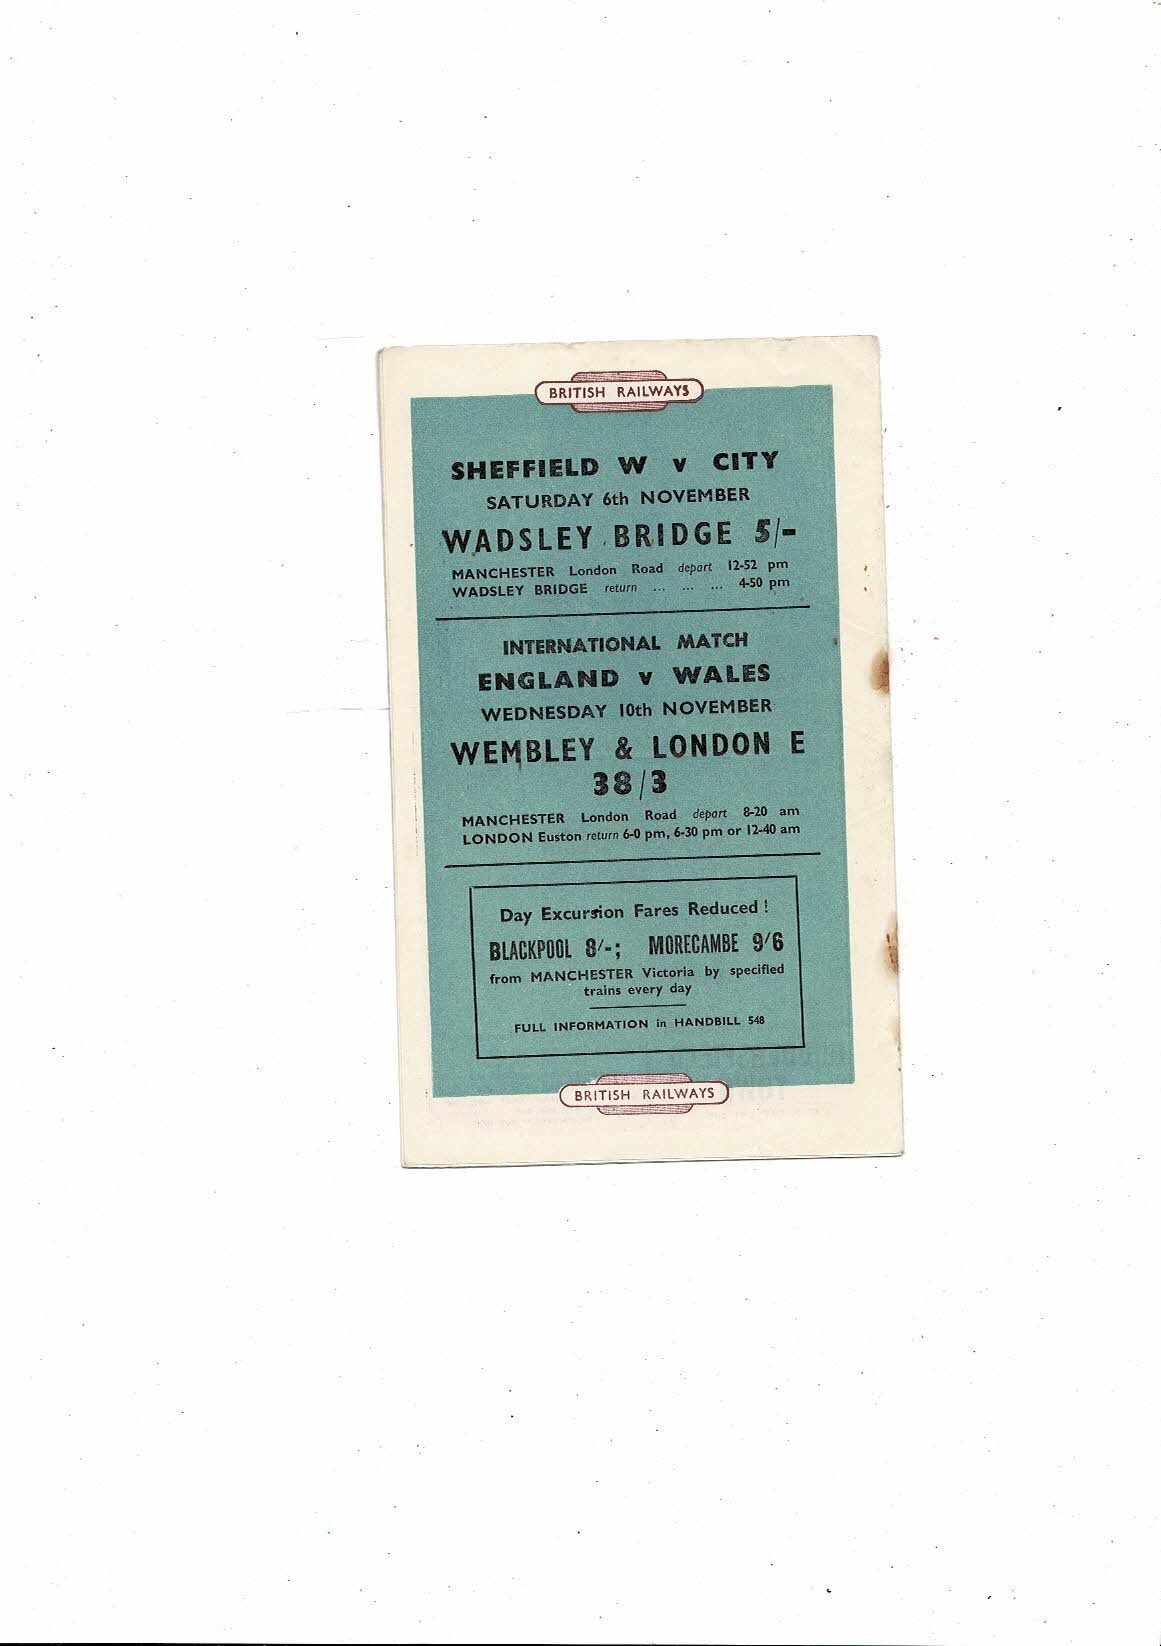 BRITISH RAILWAYS
SHEFFIELD W v CITY
SATURDAY 6th NOVEMBER
WADSLEY BRIDGE 5/-
MANCHESTER London Road depart 12-52 pm
WADSLEY BRIDGE return ... ... ... 4-50 pm
INTERNATIONAL MATCH
ENGLAND v WALES
WEDNESDAY 10th NOVEMBER
WEMBLEY & LONDON E
38/3
MANCHESTER London Road depart 8-20 am
LONDON Euston return 6-0 pm, 6-30 pm or 12-40 am
Day Excursion Fares Reduced !
BLACKPOOL 8/-; MORECAMBE 9/6
from MANCHESTER Victoria by specified
trains every day
FULL INFORMATION in HANDBILL 548
BRITISH RAILWAYS